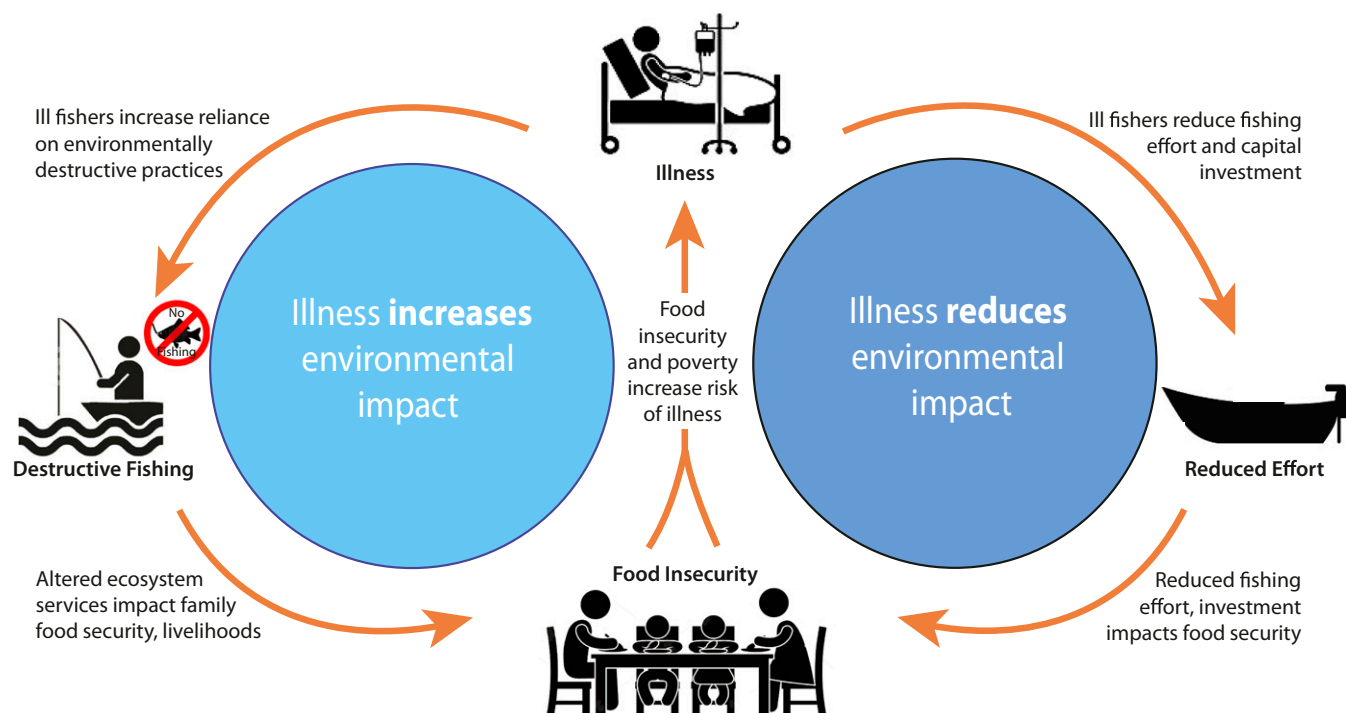 Illness
Ill fishers increase reliance
on environmentally
destructive practices
Ill fishers reduce fishing
effort and capital
investment
Illness increases
environmental
impact
Food
insecurity
and poverty
increase risk
of illness
Illness reduces
environmental
impact
No
Fishing
Destructive Fishing
Reduced Effort
Altered ecosystem
services impact family
food security, livelihoods
Food Insecurity
Reduced fishing
effort, investment
impacts food security